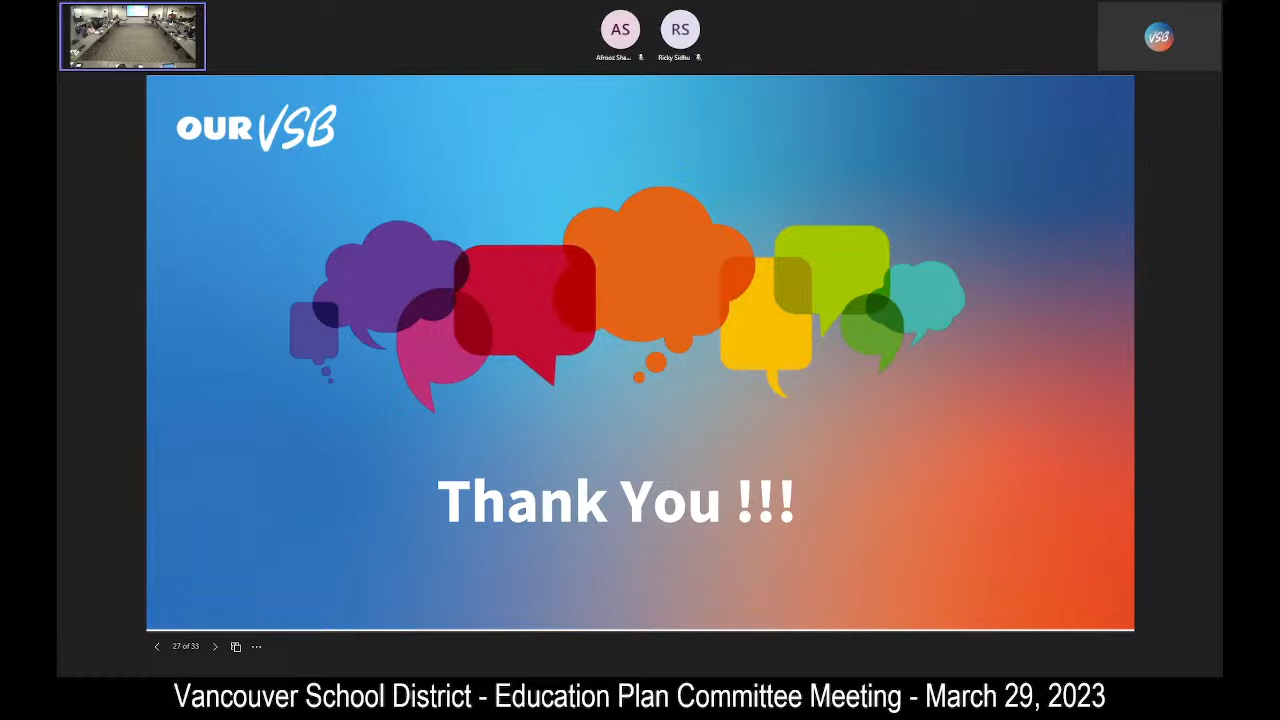 AS
RS
Afrooz Sha...
Ricky Sidhu
VSB
OUR VSB
Thank You !!!
27 of 33
Vancouver School District - Education Plan Committee Meeting - March 29, 2023